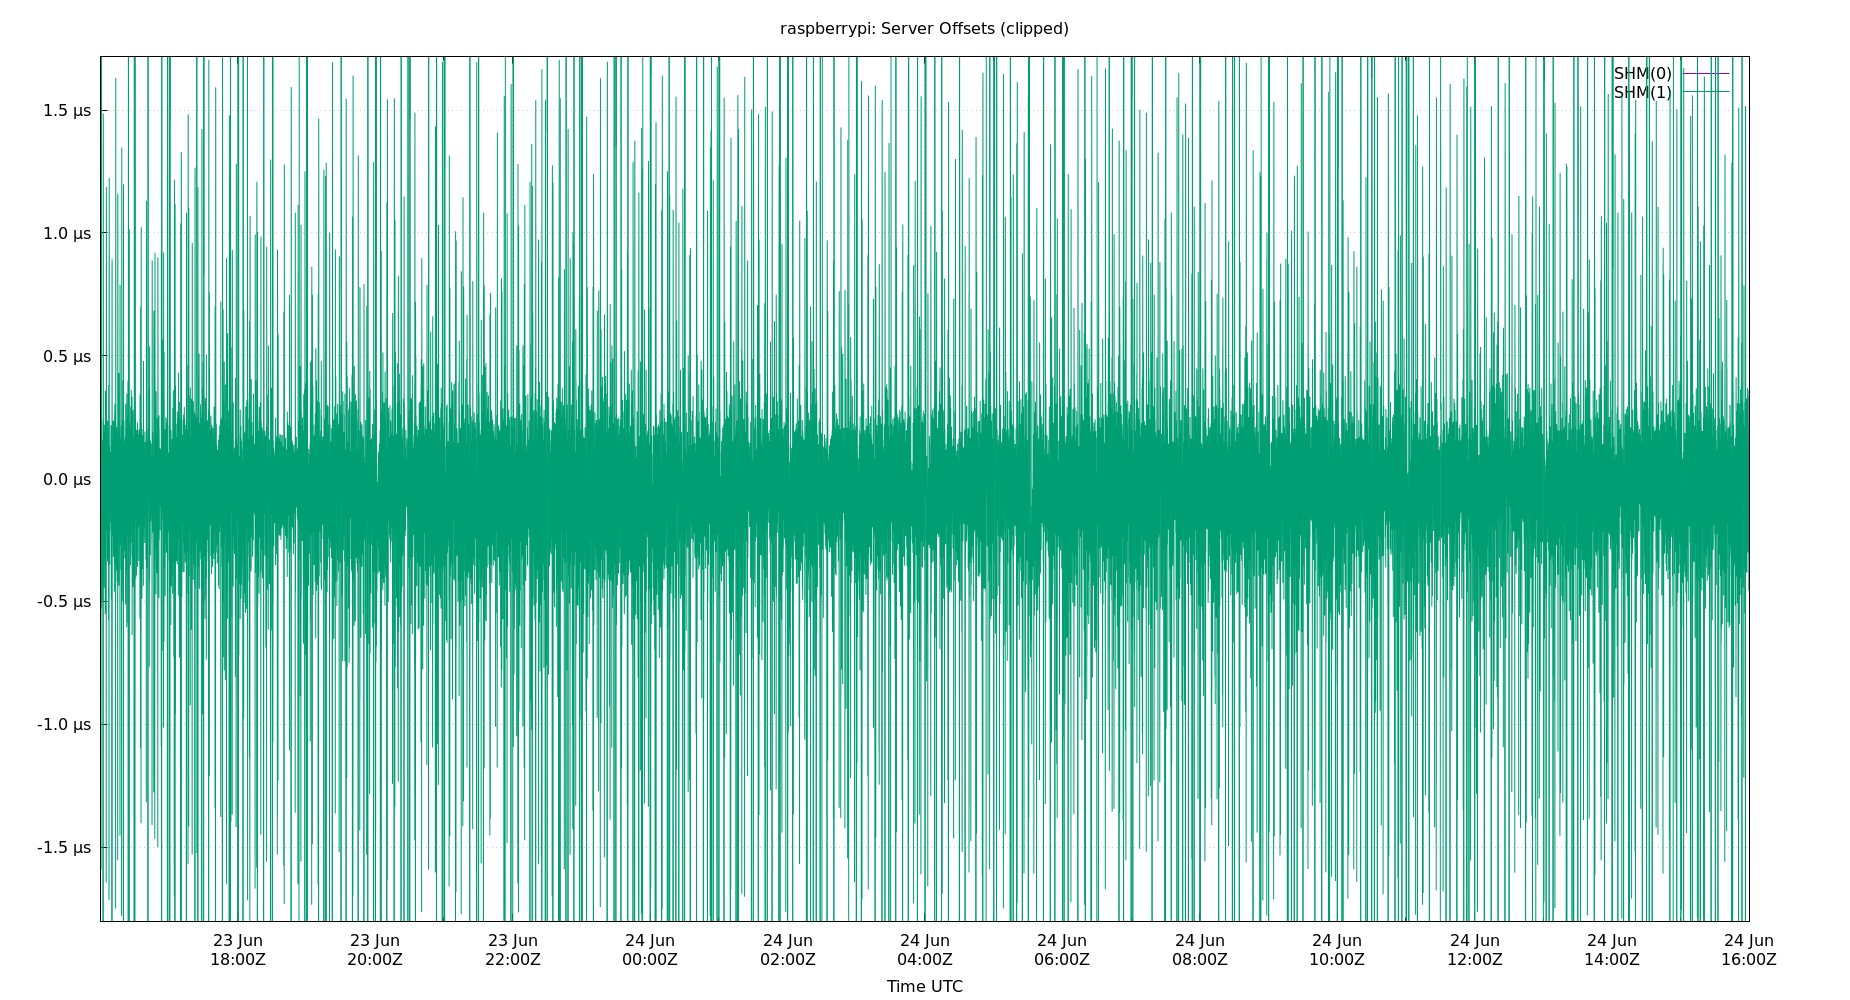 raspberrypi: Server Offsets (clipped)
SHM(0)
SHM(1)
1.5 µs
1.0 µs
0.5 µs
0.0 µs
-0.5 µs
-1.0 µs
-1.5 µs
23 Jun 23 Jun 23 Jun 24 Jun 24 Jun 24 Jun 24 Jun 24 Jun 24 Jun 24 Jun 24 Jun 24 Jun
18:00Z 20:00Z 22:00Z 00:00Z 02:00Z 04:00Z 06:00Z 08:00Z 10:00Z 12:00Z 14:00Z 16:00Z
Time UTC